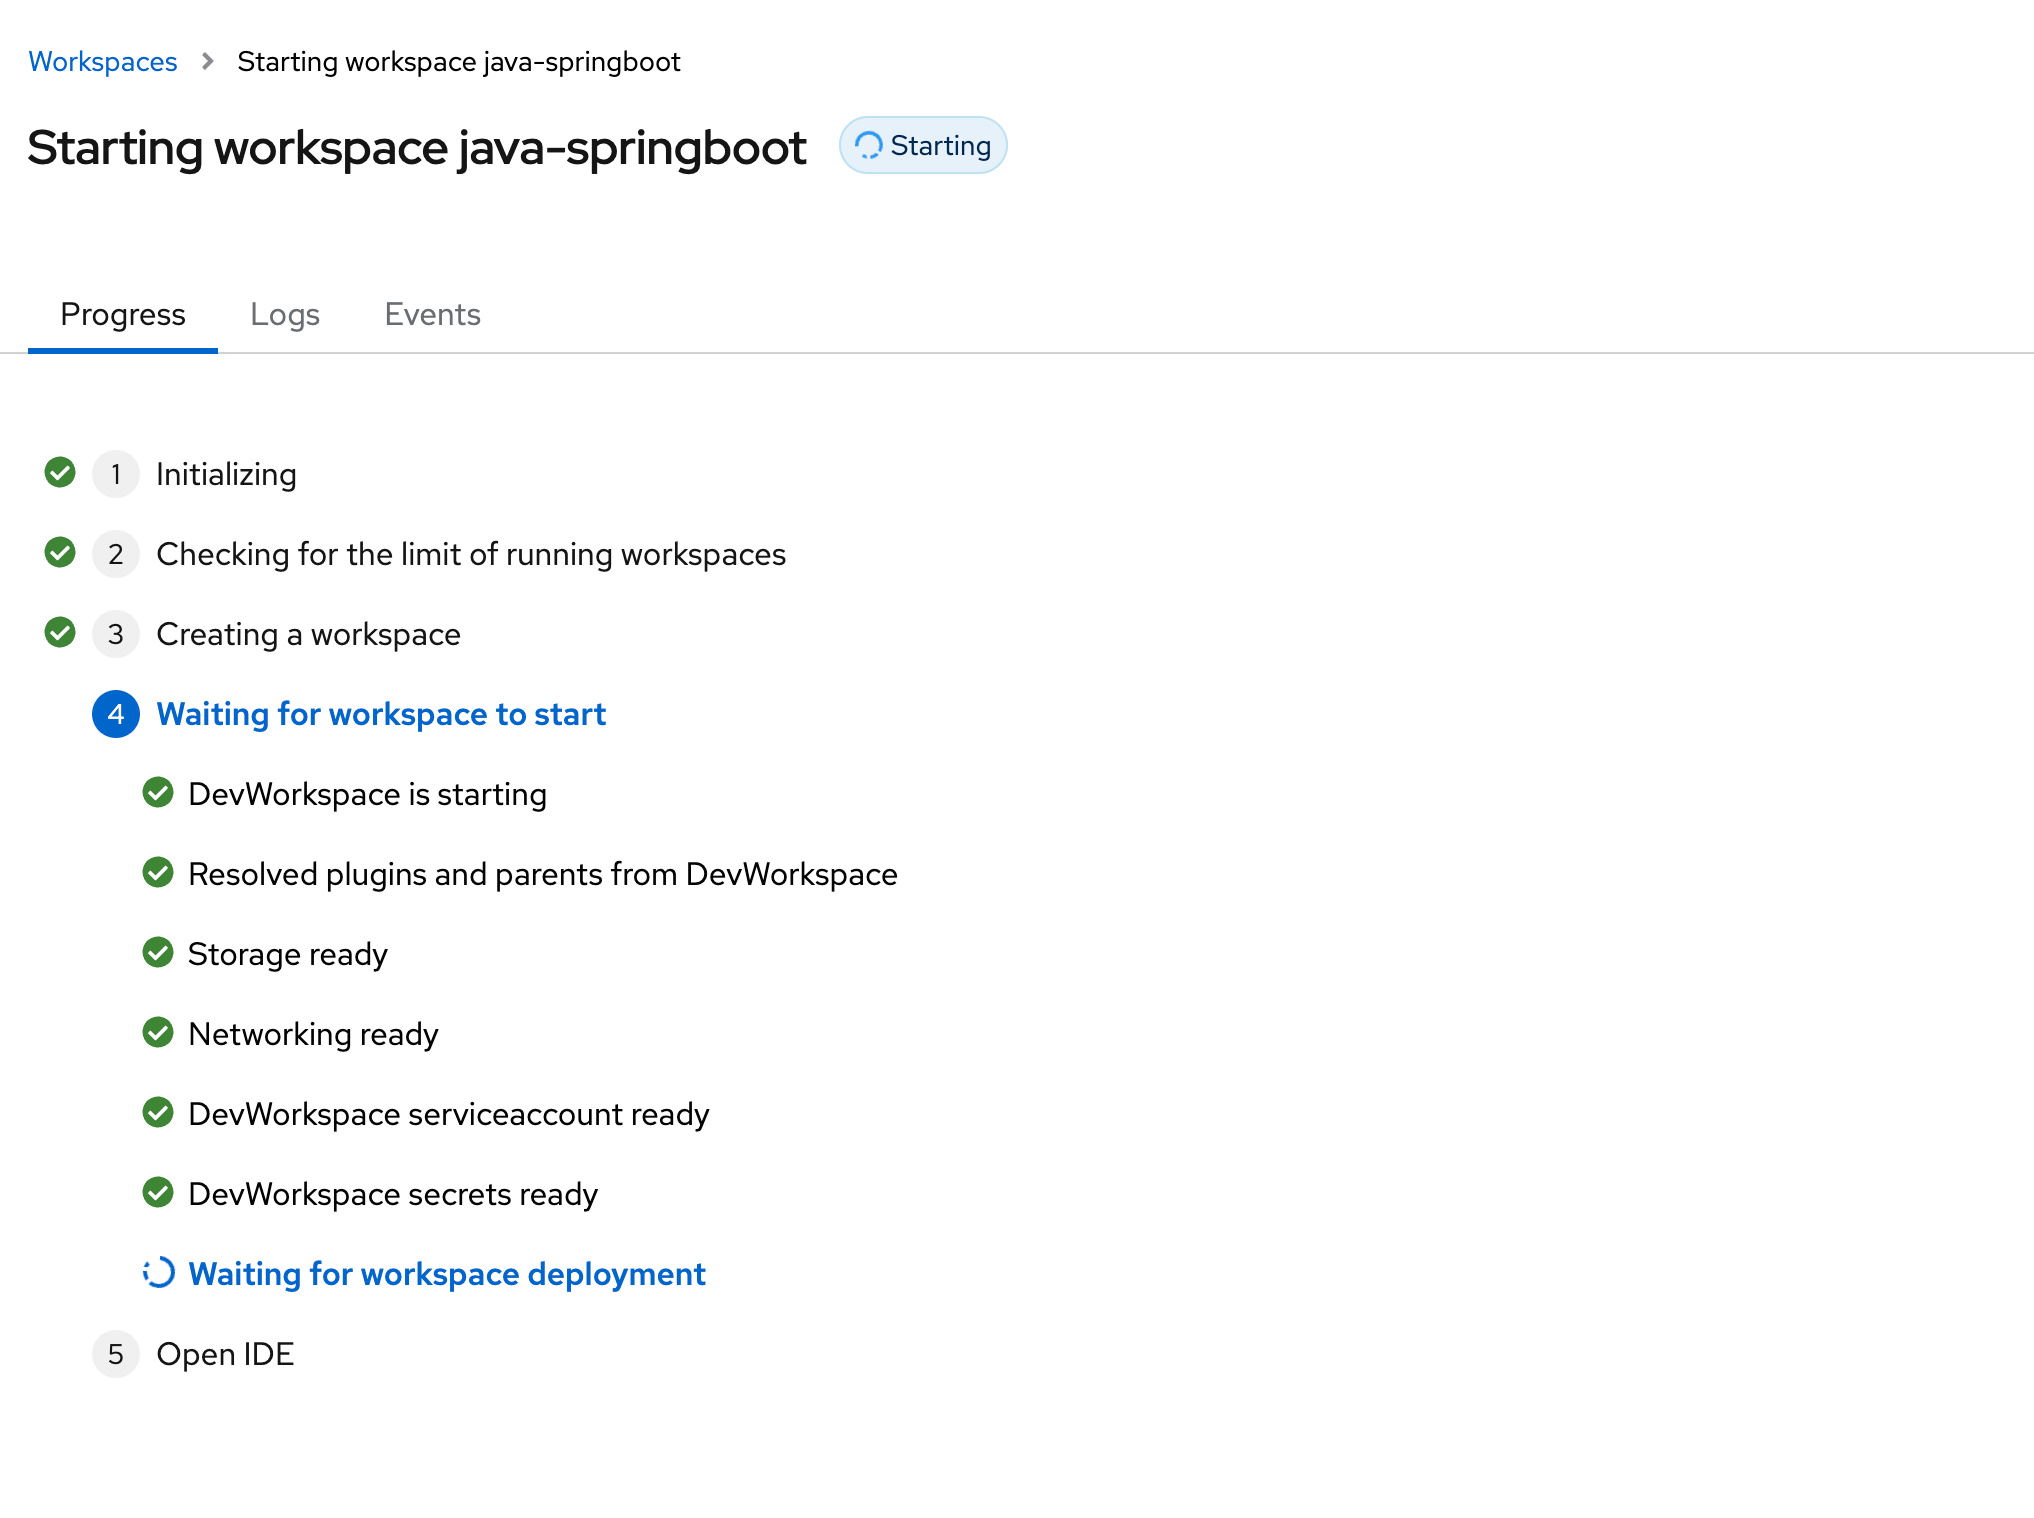 Workspaces > Starting workspace java-springboot
Starting workspace java-springboot Starting
Progress Logs Events
1 Initializing
2 Checking for the limit of running workspaces
3 Creating a workspace
4 Waiting for workspace to start
DevWorkspace is starting
Resolved plugins and parents from DevWorkspace
Storage ready
Networking ready
DevWorkspace serviceaccount ready
DevWorkspace secrets ready
Waiting for workspace deployment
5 Open IDE